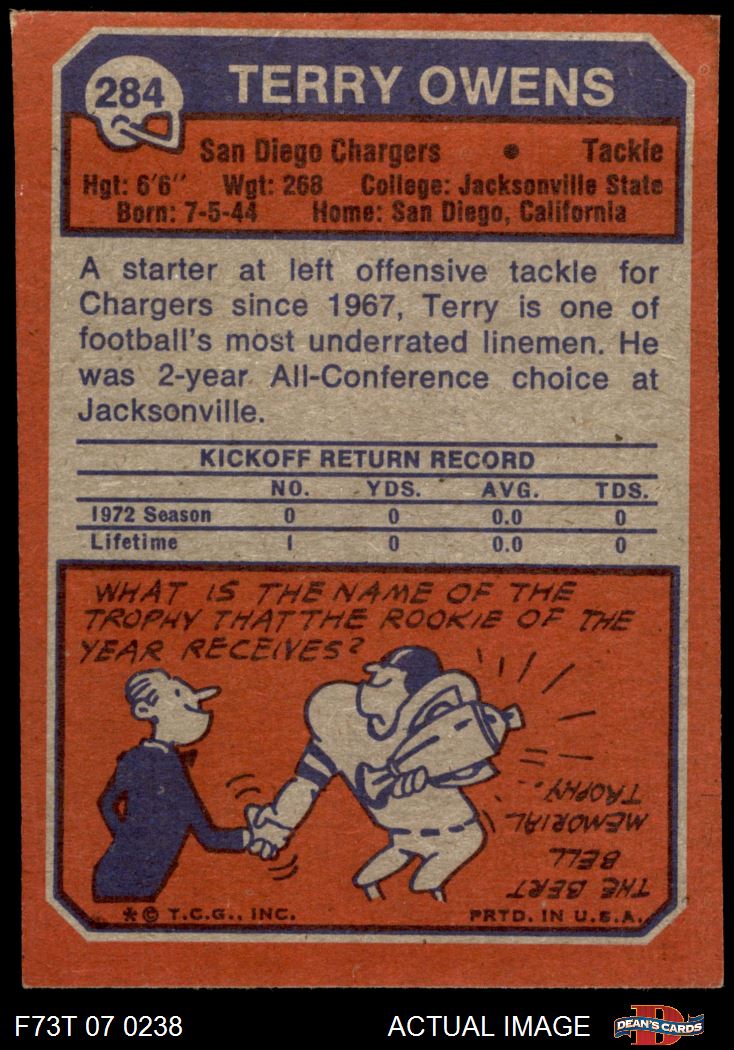 284
TERRY OWENS
San Diego Chargers • Tackle
Hgt: 6'6" Wgt: 268 College: Jacksonville State
Born: 7-5-44 Home: San Diego, California
A starter at left offensive tackle for
Chargers since 1967, Terry is one of
football's most underrated linemen. He
was 2-year All-Conference choice at
Jacksonville.
KICKOFF RETURN RECORD
NO. YDS. AVG. TDS.
1972 Season 0 0 0.0 0
Lifetime 1 0 0.0 0
WHAT IS THE NAME OF THE
TROPHY THAT THE ROOKIE OF THE
YEAR RECEIVES?
THE BERT
BELL
MEMORIAL
TROPHY.
* © T.C.G., INC. PRTD. IN U.S.A.
F73T 07 0238 ACTUAL IMAGE
D
DEAN'S CARDS